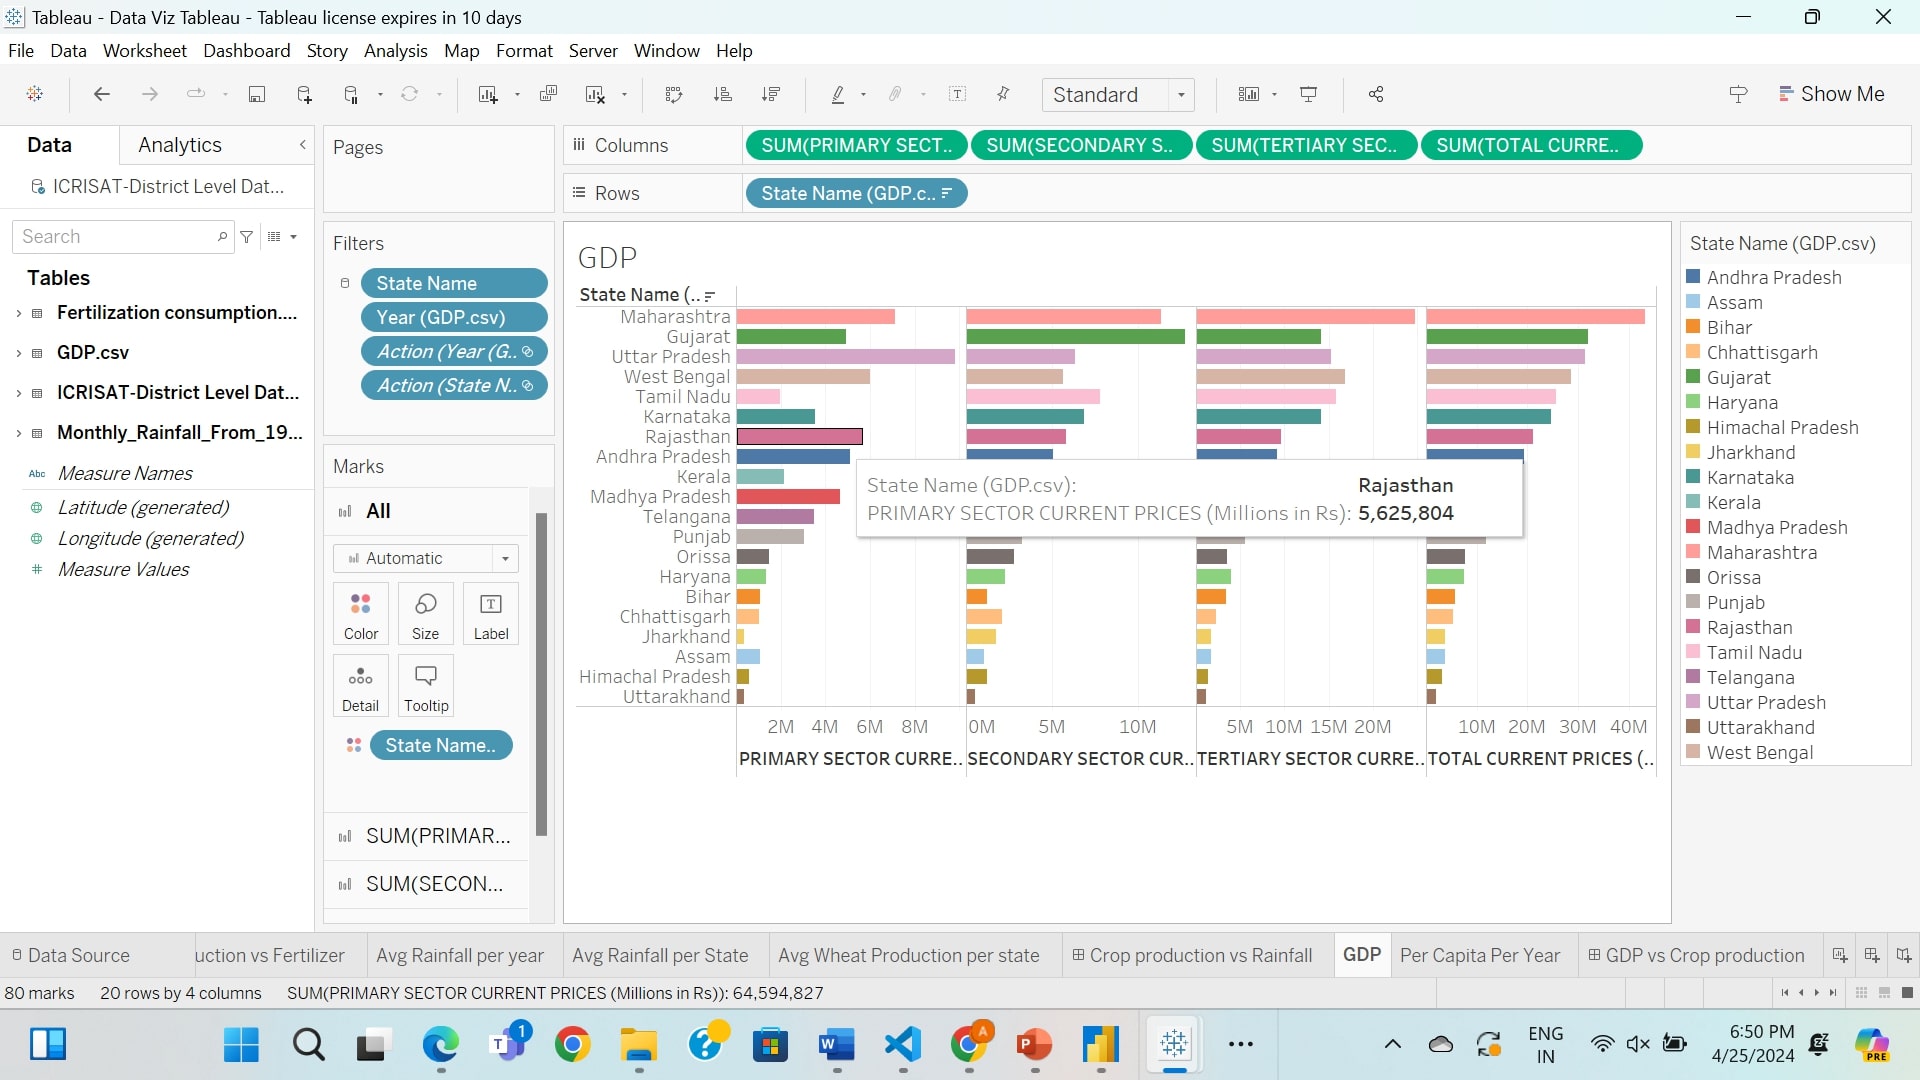 Tableau - Data Viz Tableau - Tableau license expires in 10 days
File Data Worksheet Dashboard Story Analysis Map Format Server Window Help
Standard
Show Me
Data Analytics
ICRISAT-District Level Dat...
Search
Tables
Fertilization consumption....
GDP.csv
ICRISAT-District Level Dat...
Monthly_Rainfall_From_19...
Abc Measure Names
Latitude (generated)
Longitude (generated)
# Measure Values
Pages
Filters
State Name
Year (GDP.csv)
Action (Year (G..
Action (State N..
Marks
All
Automatic
Color Size Label
Detail Tooltip
State Name..
SUM(PRIMAR...
SUM(SECON...
Columns SUM(PRIMARY SECT.. SUM(SECONDARY S.. SUM(TERTIARY SEC.. SUM(TOTAL CURRE..
Rows State Name (GDP.c..
GDP
State Name (..
Maharashtra
Gujarat
Uttar Pradesh
West Bengal
Tamil Nadu
Karnataka
Rajasthan
Andhra Pradesh
Kerala
Madhya Pradesh
Telangana
Punjab
Orissa
Haryana
Bihar
Chhattisgarh
Jharkhand
Assam
Himachal Pradesh
Uttarakhand
State Name (GDP.csv): Rajasthan
PRIMARY SECTOR CURRENT PRICES (Millions in Rs): 5,625,804
2M 4M 6M 8M 0M 5M 10M 5M 10M 15M 20M 10M 20M 30M 40M
PRIMARY SECTOR CURRE.. SECONDARY SECTOR CUR.. TERTIARY SECTOR CURRE.. TOTAL CURRENT PRICES (..
State Name (GDP.csv)
Andhra Pradesh
Assam
Bihar
Chhattisgarh
Gujarat
Haryana
Himachal Pradesh
Jharkhand
Karnataka
Kerala
Madhya Pradesh
Maharashtra
Orissa
Punjab
Rajasthan
Tamil Nadu
Telangana
Uttar Pradesh
Uttarakhand
West Bengal
Data Source uction vs Fertilizer Avg Rainfall per year Avg Rainfall per State Avg Wheat Production per state Crop production vs Rainfall GDP Per Capita Per Year GDP vs Crop production
80 marks 20 rows by 4 columns SUM(PRIMARY SECTOR CURRENT PRICES (Millions in Rs)): 64,594,827
1
T
?
W
A
P
ENG
IN
6:50 PM
4/25/2024
PRE